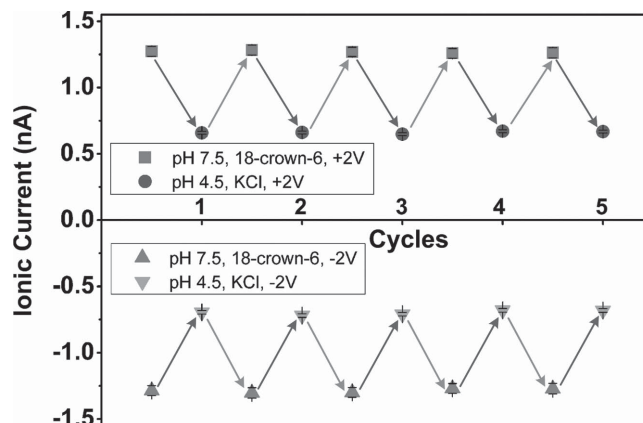 Ionic Current (nA)
1.5
1.0
0.5
0.0
-0.5
-1.0
-1.5
pH 7.5, 18-crown-6, +2V
pH 4.5, KCl, +2V
1 2 3 4 5
Cycles
pH 7.5, 18-crown-6, -2V
pH 4.5, KCl, -2V